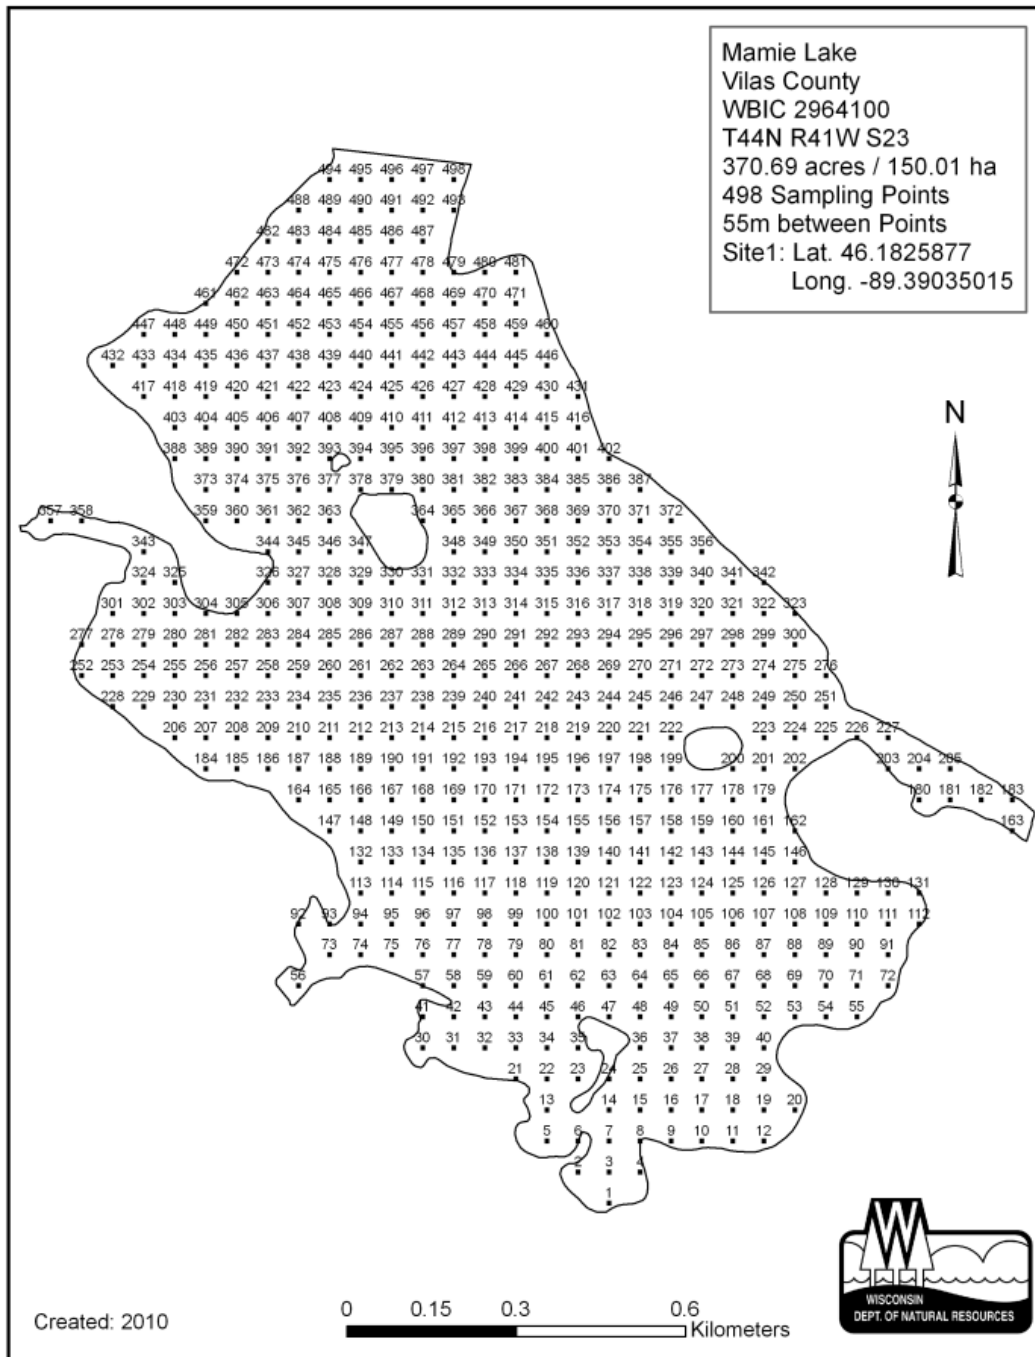 Mamie Lake
Vilas County
WBIC 2964100
T44N R41W S23
370.69 acres / 150.01 ha
498 Sampling Points
55m between Points
Site1: Lat. 46.1825877
Long. -89.39035015
494 495 496 497 498
488 489 490 491 492 493
482 483 484 485 486 487
472 473 474 475 476 477 478 479 480 481
461 462 463 464 465 466 467 468 469 470 471
447 448 449 450 451 452 453 454 455 456 457 458 459 460
432 433 434 435 436 437 438 439 440 441 442 443 444 445 446
417 418 419 420 421 422 423 424 425 426 427 428 429 430 431
N
403 404 405 406 407 408 409 410 411 412 413 414 415 416
388 389 390 391 392 393 394 395 396 397 398 399 400 401 402
373 374 375 376 377 378 379 380 381 382 383 384 385 386 387
357 358 359 360 361 362 363 364 365 366 367 368 369 370 371 372
343 344 345 346 347 348 349 350 351 352 353 354 355 356
324 325 326 327 328 329 330 331 332 333 334 335 336 337 338 339 340 341 342
301 302 303 304 305 306 307 308 309 310 311 312 313 314 315 316 317 318 319 320 321 322 323
277 278 279 280 281 282 283 284 285 286 287 288 289 290 291 292 293 294 295 296 297 298 299 300
252 253 254 255 256 257 258 259 260 261 262 263 264 265 266 267 268 269 270 271 272 273 274 275 276
228 229 230 231 232 233 234 235 236 237 238 239 240 241 242 243 244 245 246 247 248 249 250 251
206 207 208 209 210 211 212 213 214 215 216 217 218 219 220 221 222 223 224 225 226 227
184 185 186 187 188 189 190 191 192 193 194 195 196 197 198 199 200 201 202 203 204 205
164 165 166 167 168 169 170 171 172 173 174 175 176 177 178 179 180 181 182 183
147 148 149 150 151 152 153 154 155 156 157 158 159 160 161 162 163
132 133 134 135 136 137 138 139 140 141 142 143 144 145 146
113 114 115 116 117 118 119 120 121 122 123 124 125 126 127 128 129 130 131
92 93 94 95 96 97 98 99 100 101 102 103 104 105 106 107 108 109 110 111 112
73 74 75 76 77 78 79 80 81 82 83 84 85 86 87 88 89 90 91
56 57 58 59 60 61 62 63 64 65 66 67 68 69 70 71 72
41 42 43 44 45 46 47 48 49 50 51 52 53 54 55
30 31 32 33 34 35 36 37 38 39 40
21 22 23 24 25 26 27 28 29
13 14 15 16 17 18 19 20
5 6 7 8 9 10 11 12
2 3 4
1
W
WISCONSIN
DEPT. OF NATURAL RESOURCES
Created: 2010
0 0.15 0.3 0.6
Kilometers